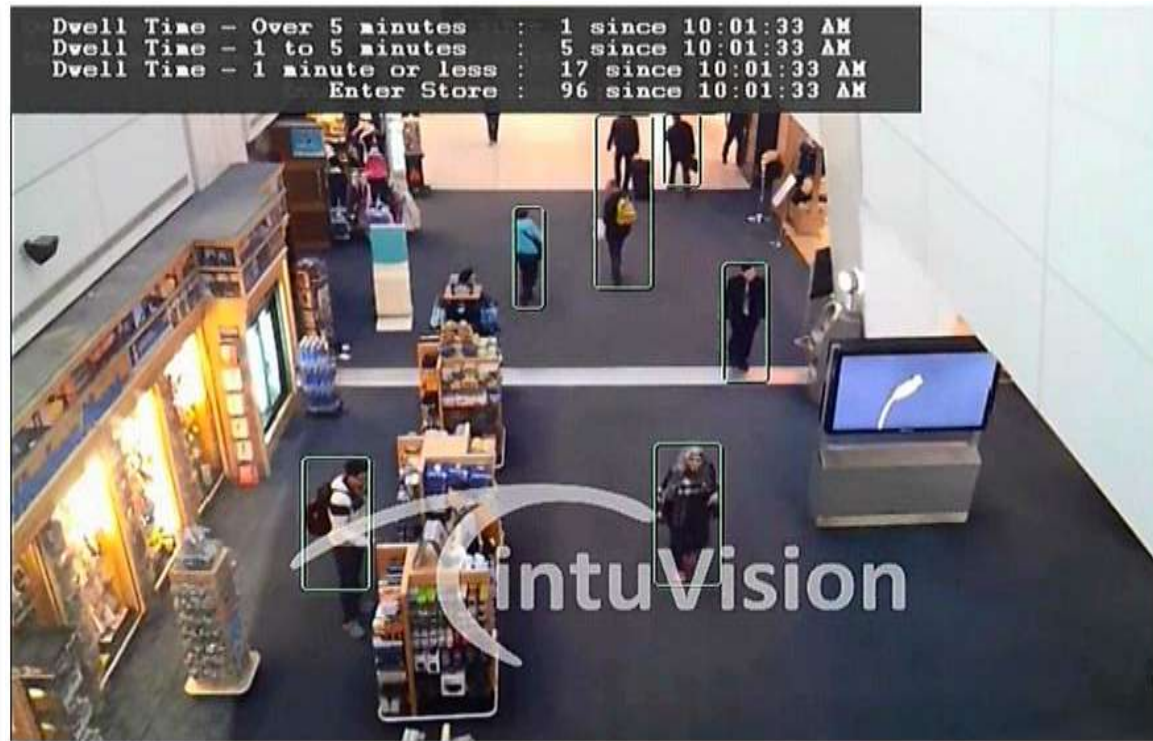 Dwell Time - Over 5 minutes : 1 since 10:01:33 AM
Dwell Time - 1 to 5 minutes : 5 since 10:01:33 AM
Dwell Time - 1 minute or less : 17 since 10:01:33 AM
Enter Store : 96 since 10:01:33 AM
intuVision